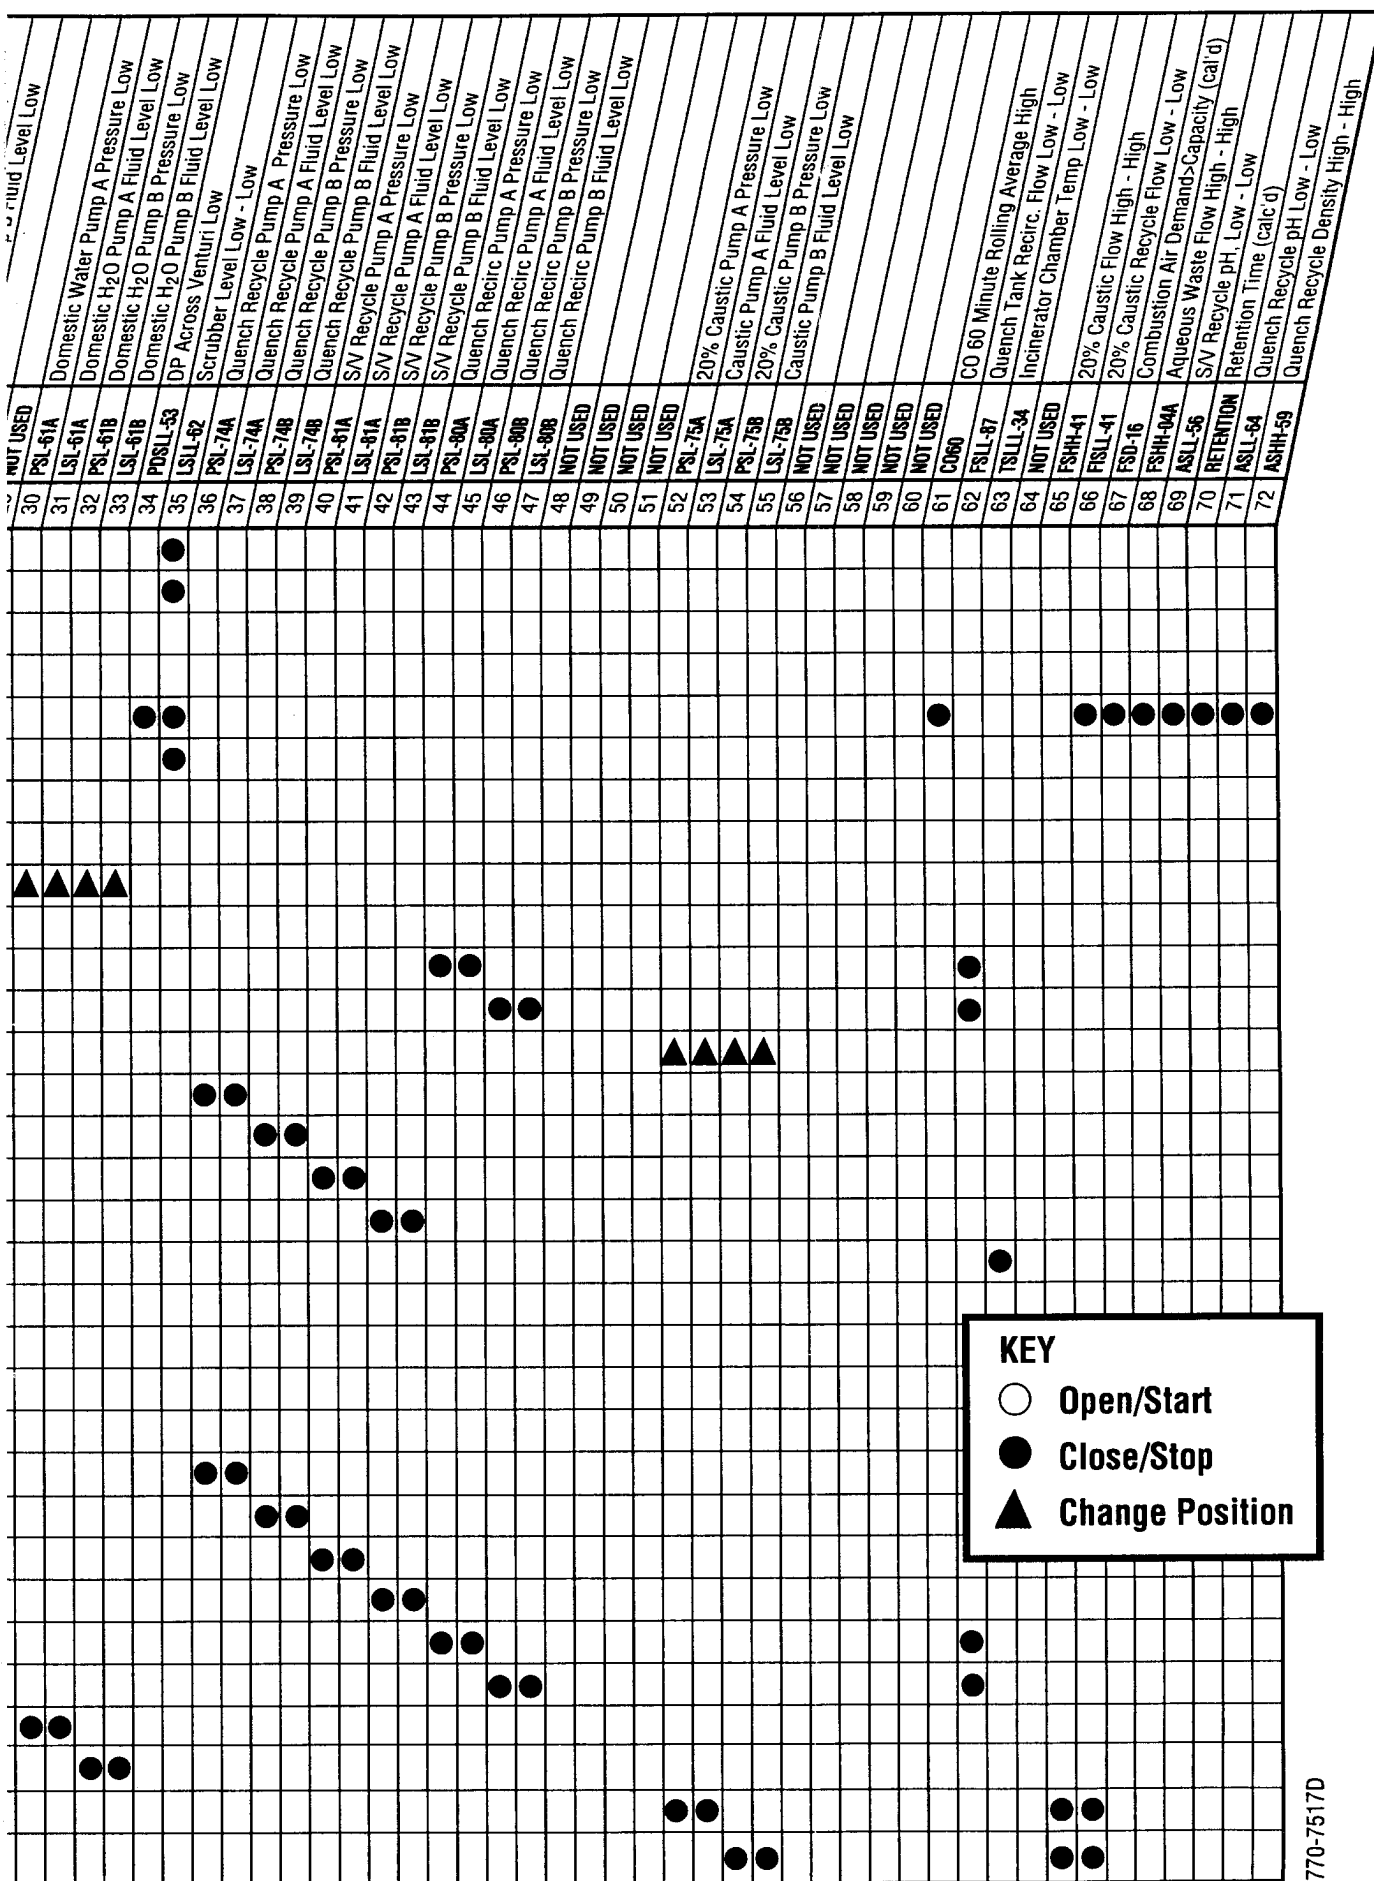 Fluid Level Low
NOT USED
30 PSL-61A Domestic Water Pump A Pressure Low
31 LSL-61A Domestic H₂O Pump A Fluid Level Low
32 PSL-61B Domestic H₂O Pump B Pressure Low
33 LSL-61B Domestic H₂O Pump B Fluid Level Low
34 PDSLL-53 DP Across Venturi Low
35 LSLL-62 Scrubber Level Low - Low
36 PSL-74A Quench Recycle Pump A Pressure Low
37 LSL-74A Quench Recycle Pump A Fluid Level Low
38 PSL-74B Quench Recycle Pump B Pressure Low
39 LSL-74B Quench Recycle Pump B Fluid Level Low
40 PSL-81A S/V Recycle Pump A Pressure Low
41 LSL-81A S/V Recycle Pump A Fluid Level Low
42 PSL-81B S/V Recycle Pump B Pressure Low
43 LSL-81B S/V Recycle Pump B Fluid Level Low
44 PSL-80A Quench Recirc Pump A Pressure Low
45 LSL-80A Quench Recirc Pump A Fluid Level Low
46 PSL-80B Quench Recirc Pump B Pressure Low
47 LSL-80B Quench Recirc Pump B Fluid Level Low
48 NOT USED
49 NOT USED
50 NOT USED
51 NOT USED
52 PSL-75A 20% Caustic Pump A Pressure Low
53 LSL-75A Caustic Pump A Fluid Level Low
54 PSL-75B 20% Caustic Pump B Pressure Low
55 LSL-75B Caustic Pump B Fluid Level Low
56 NOT USED
57 NOT USED
58 NOT USED
59 NOT USED
60 NOT USED
61 CO60 CO 60 Minute Rolling Average High
62 FSLL-87 Quench Tank Recirc. Flow Low - Low
63 TSLLL-34 Incinerator Chamber Temp Low - Low
64 NOT USED
65 FSHH-41 20% Caustic Flow High - High
66 FISLL-41 20% Caustic Recycle Flow Low - Low
67 FSD-16 Combustion Air Demand>Capacity (cal'd)
68 FSHH-04A Aqueous Waste Flow High - High
69 ASLL-56 S/V Recycle pH, Low - Low
70 RETENTION Retention Time (calc'd)
71 ASLL-64 Quench Recycle pH Low - Low
72 ASHH-59 Quench Recycle Density High - High
KEY
Open/Start
Close/Stop
Change Position
770-7517D